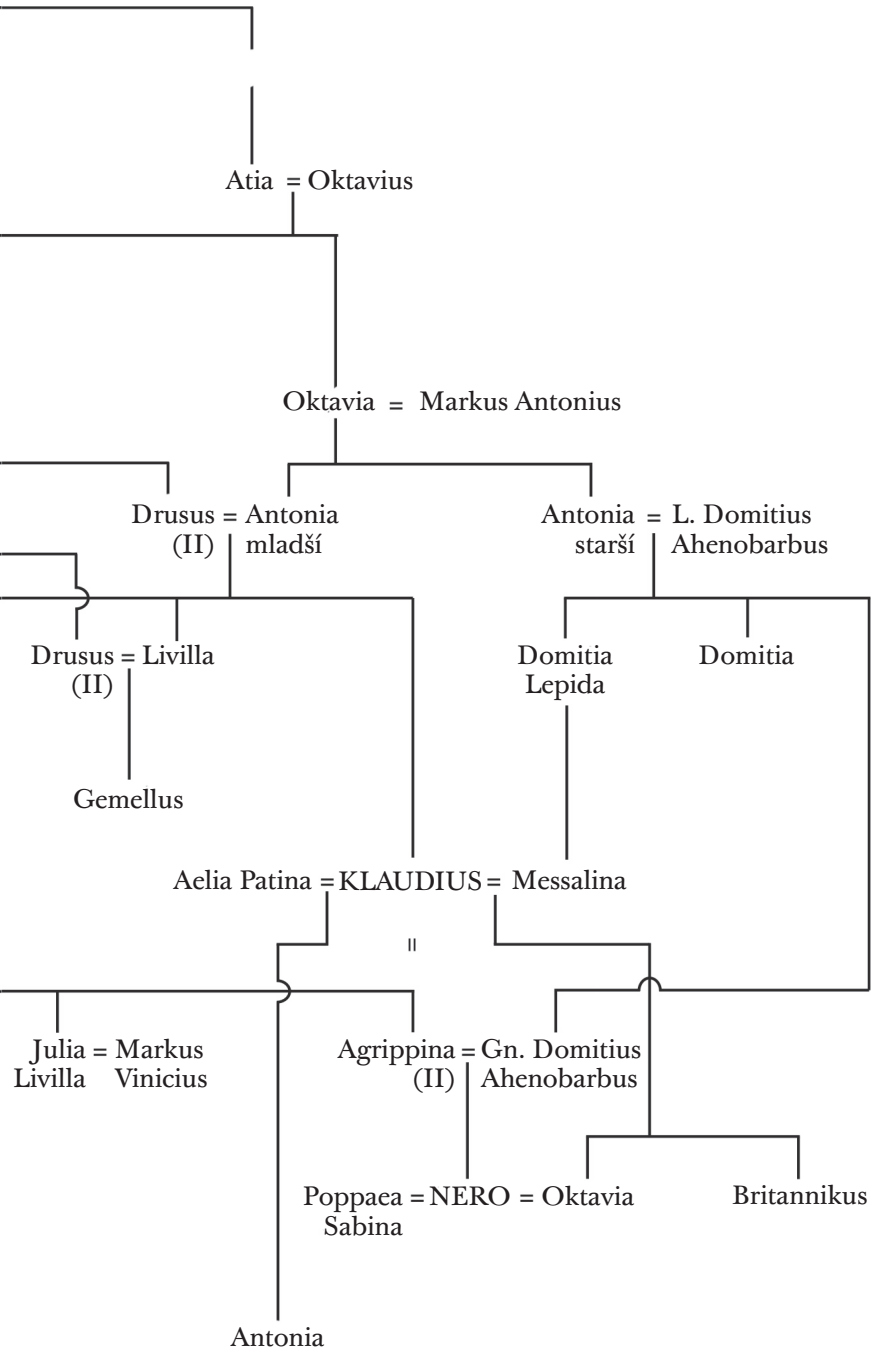 Atia = Oktavius
Oktavia = Markus Antonius
Drusus = Antonia Antonia = L. Domitius
(II) mladší starší Ahenobarbus
Drusus = Livilla Domitia Domitia
(II) Lepida
Gemellus
Aelia Patina = KLAUDIUS = Messalina
=
Julia = Markus Agrippina = Gn. Domitius
Livilla Vinicius (II) Ahenobarbus
Poppaea = NERO = Oktavia Britannikus
Sabina
Antonia